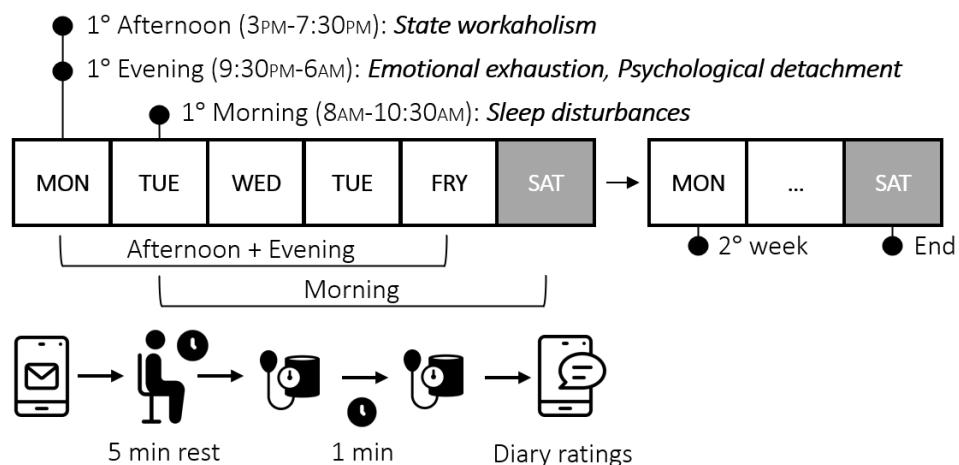 1° Afternoon (3PM-7:30PM): State workaholism
1° Evening (9:30PM-6AM): Emotional exhaustion, Psychological detachment
1° Morning (8AM-10:30AM): Sleep disturbances
MON TUE WED TUE FRY SAT MON ... SAT
2° week End
Afternoon + Evening
Morning
5 min rest 1 min Diary ratings